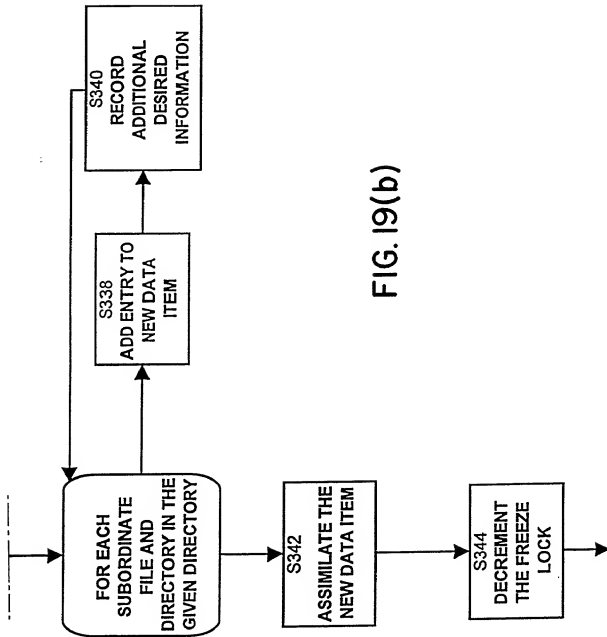 FOR EACH
SUBORDINATE
FILE AND
DIRECTORY IN THE
GIVEN DIRECTORY
S338
ADD ENTRY TO
NEW DATA
ITEM
S340
RECORD
ADDITIONAL
DESIRED
INFORMATION
S342
ASSIMILATE THE
NEW DATA ITEM
S344
DECREMENT
THE FREEZE
LOCK
FIG. 19(b)